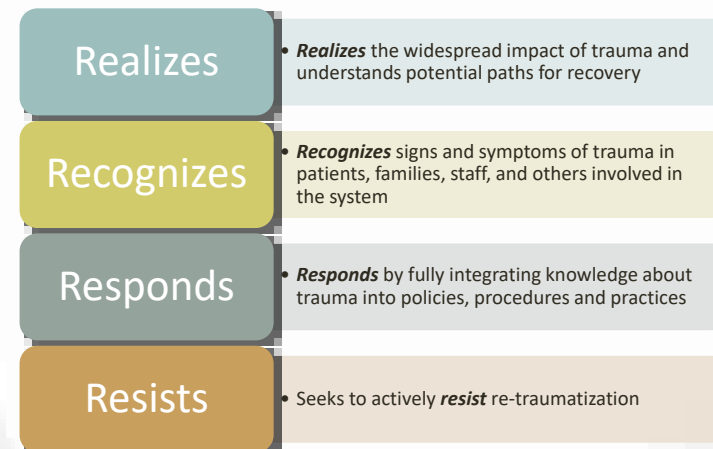 Realizes
• Realizes the widespread impact of trauma and
understands potential paths for recovery
Recognizes
• Recognizes signs and symptoms of trauma in
patients, families, staff, and others involved in
the system
Responds
• Responds by fully integrating knowledge about
trauma into policies, procedures and practices
Resists
• Seeks to actively resist re-traumatization